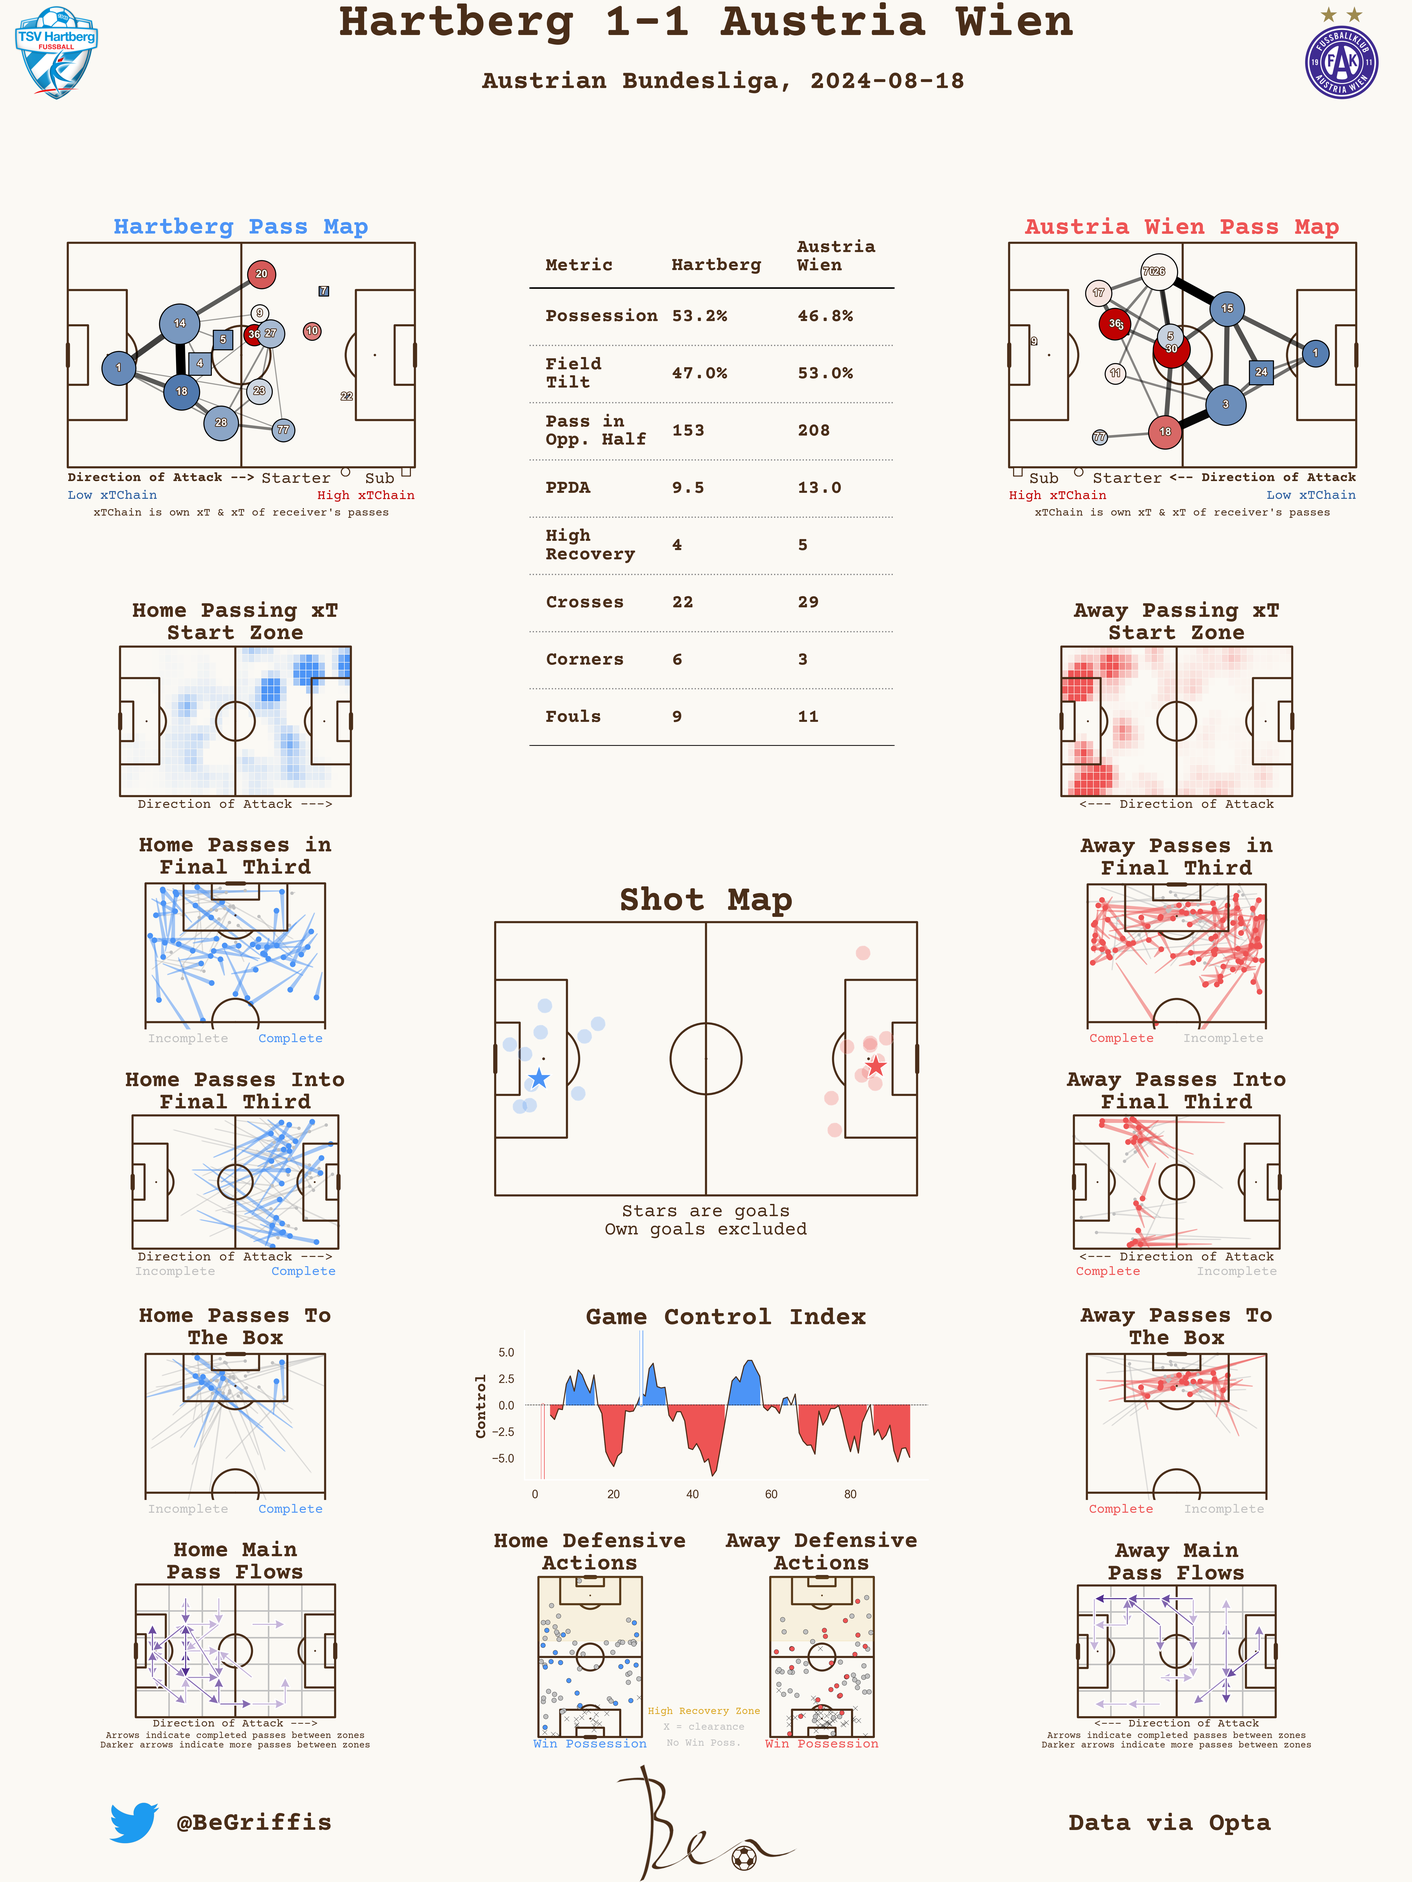 Hartberg 1-1 Austria Wien
Austrian Bundesliga, 2024-08-18
TSV Hartberg
FUSSBALL
FUSSBALLKLUB
19 FAK 11
AUSTRIA WIEN
Hartberg Pass Map
20
7
14
9
36
27
10
5
4
1
18
23
22
28
77
Direction of Attack --> Starter Sub
Low xTChain High xTChain
xTChain is own xT & xT of receiver's passes
Metric Hartberg Austria Wien
Possession 53.2% 46.8%
Field Tilt 47.0% 53.0%
Pass in Opp. Half 153 208
PPDA 9.5 13.0
High Recovery 4 5
Crosses 22 29
Corners 6 3
Fouls 9 11
Austria Wien Pass Map
26
17
15
36
5
30
9
1
11
24
3
18
77
Sub Starter <-- Direction of Attack
High xTChain Low xTChain
xTChain is own xT & xT of receiver's passes
Home Passing xT
Start Zone
Direction of Attack --->
Away Passing xT
Start Zone
<--- Direction of Attack
Home Passes in
Final Third
Incomplete Complete
Away Passes in
Final Third
Complete Incomplete
Shot Map
Stars are goals
Own goals excluded
Home Passes Into
Final Third
Direction of Attack --->
Incomplete Complete
Away Passes Into
Final Third
<--- Direction of Attack
Complete Incomplete
Home Passes To
The Box
Incomplete Complete
Game Control Index
Control
5.0
2.5
0.0
−2.5
−5.0
0 20 40 60 80
Away Passes To
The Box
Complete Incomplete
Home Main
Pass Flows
Direction of Attack --->
Arrows indicate completed passes between zones
Darker arrows indicate more passes between zones
Home Defensive
Actions
Win Possession
High Recovery Zone
X = clearance
No Win Poss.
Away Defensive
Actions
Win Possession
Away Main
Pass Flows
<--- Direction of Attack
Arrows indicate completed passes between zones
Darker arrows indicate more passes between zones
@BeGriffis
Ben
Data via Opta